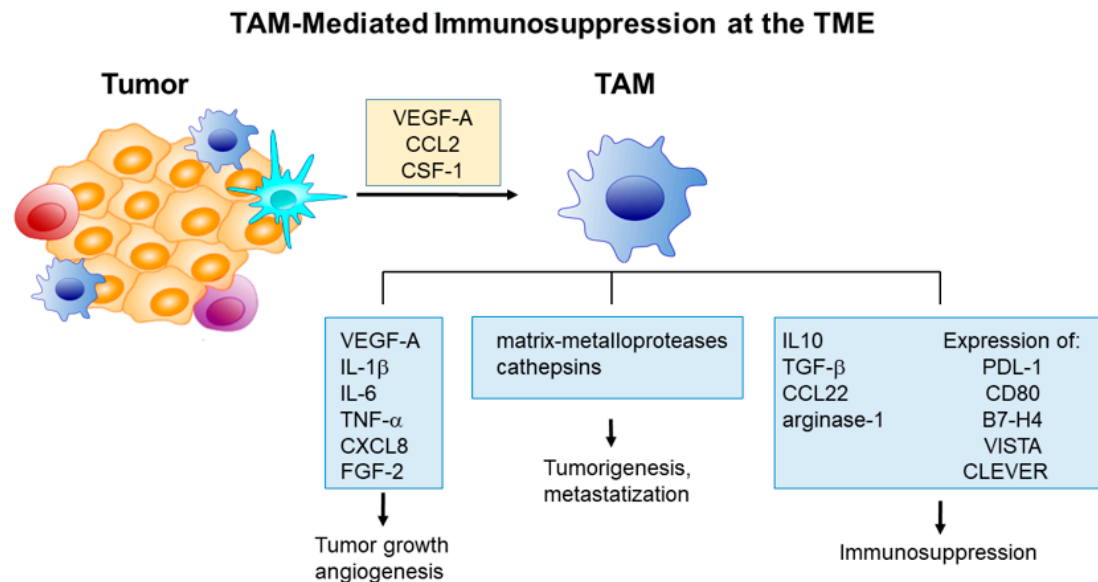 TAM-Mediated Immunosuppression at the TME
Tumor
TAM
VEGF-A
CCL2
CSF-1
VEGF-A
IL-1β
IL-6
TNF-α
CXCL8
FGF-2
Tumor growth
angiogenesis
matrix-metalloproteases
cathepsins
Tumorigenesis,
metastatization
IL10
TGF-β
CCL22
arginase-1
Expression of:
PDL-1
CD80
B7-H4
VISTA
CLEVER
Immunosuppression